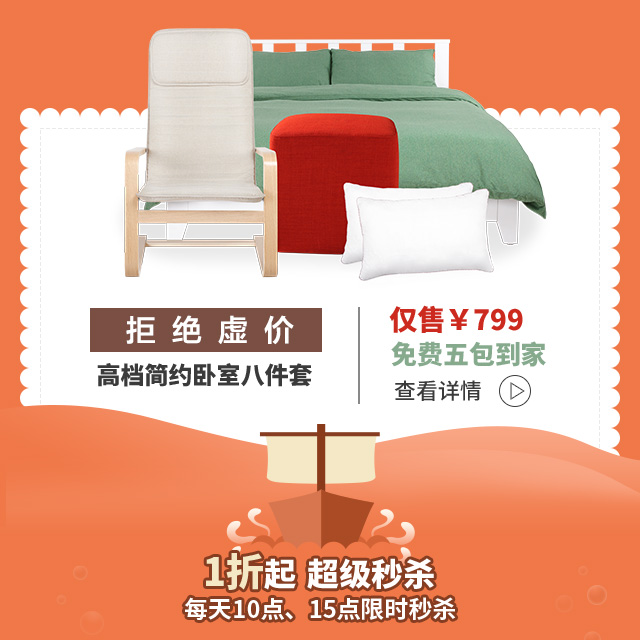 拒绝虚价
高档简约卧室八件套
仅售￥799
免费五包到家
查看详情
1折起 超级秒杀
每天10点、15点限时秒杀